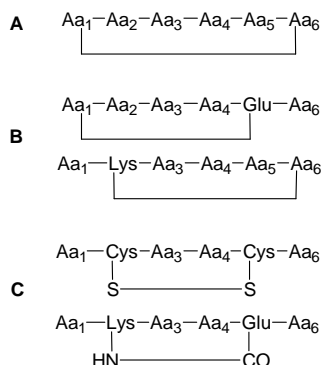 A Aa1-Aa2-Aa3-Aa4-Aa5-Aa6
Aa1-Aa2-Aa3-Aa4-Glu-Aa6
B
Aa1-Lys-Aa3-Aa4-Aa5-Aa6
Aa1-Cys-Aa3-Aa4-Cys-Aa6
S S
C
Aa1-Lys-Aa3-Aa4-Glu-Aa6
HN CO